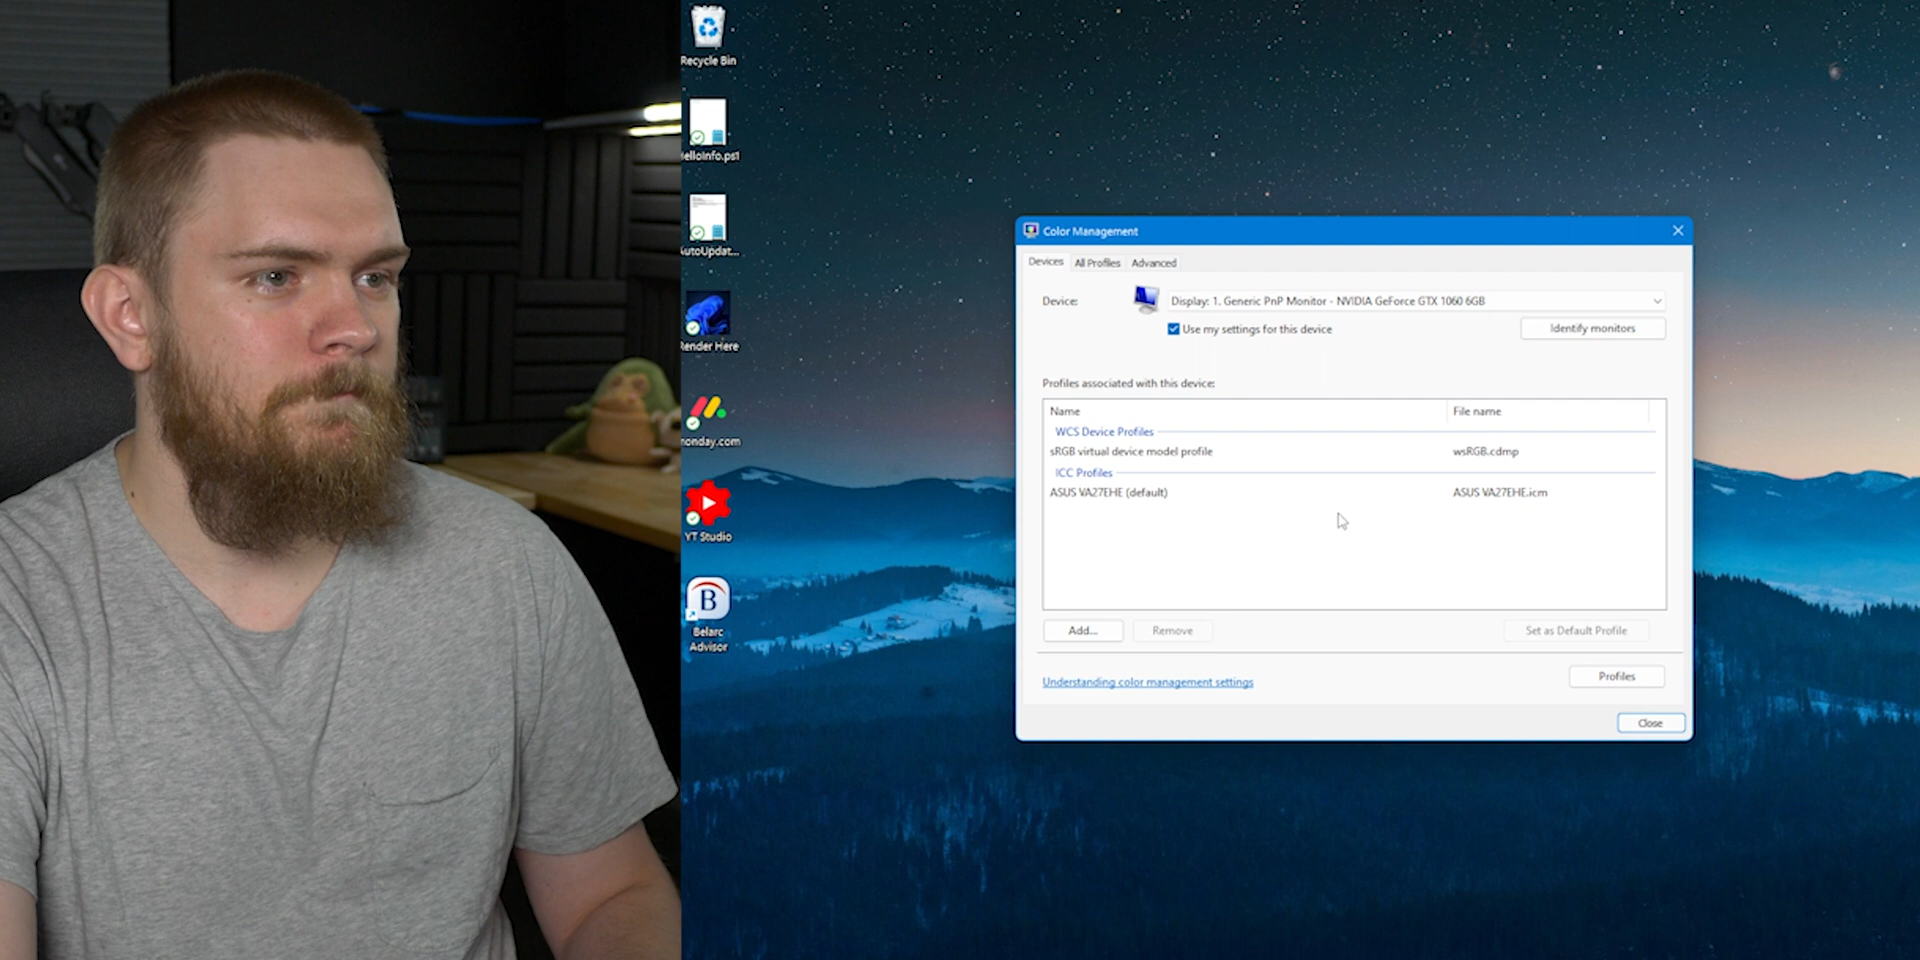 Recycle Bin
elloInfo.ps1
utoUpdat...
ender Here
monday.com
YT Studio
B
Belarc
Advisor
Color Management
Devices
All Profiles
Advanced
Device:
Display: 1. Generic PnP Monitor - NVIDIA GeForce GTX 1060 6GB
Use my settings for this device
Identify monitors
Profiles associated with this device:
Name
File name
WCS Device Profiles
sRGB virtual device model profile
wsRGB.cdmp
ICC Profiles
ASUS VA27EHE (default)
ASUS VA27EHE.icm
Add...
Remove
Set as Default Profile
Understanding color management settings
Profiles
Close